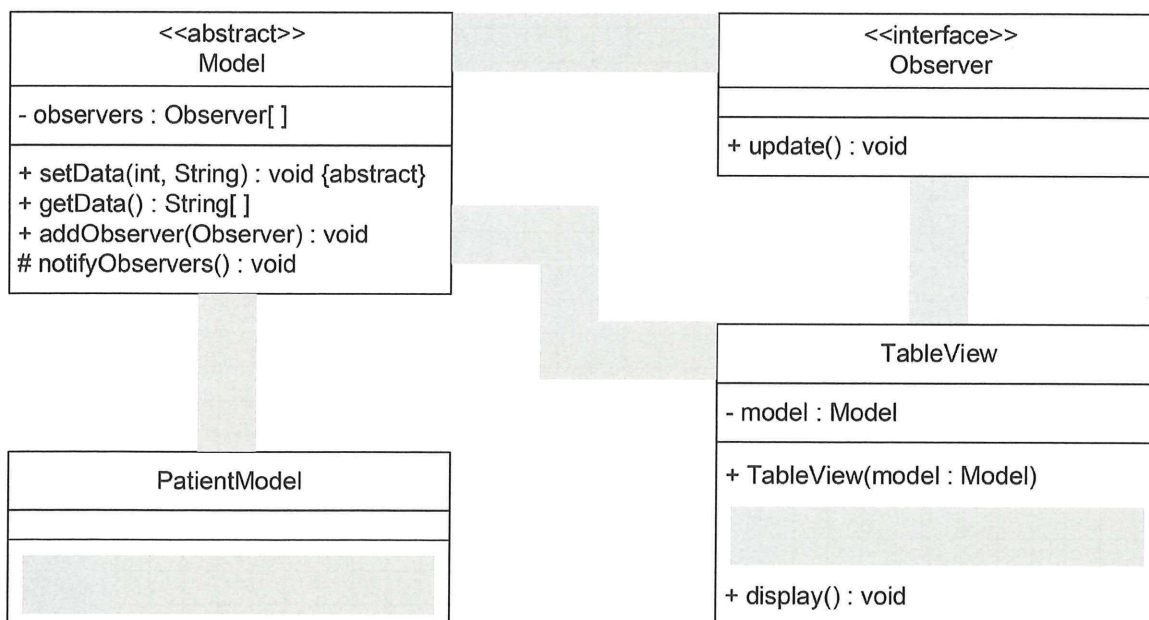 <<abstract>>
Model
- observers : Observer[ ]
+ setData(int, String) : void {abstract}
+ getData() : String[ ]
+ addObserver(Observer) : void
# notifyObservers() : void
<<interface>>
Observer
+ update() : void
PatientModel
TableView
- model : Model
+ TableView(model : Model)
+ display() : void